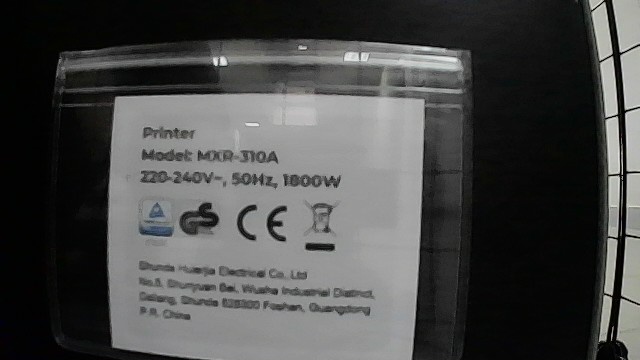 Printer
Model: MXR-310A
220-240V~, 50Hz, 1800W
CE
Shunde Huaijia Electrical Co., Ltd
No.5, Shunyuan Bei, Wusha Industrial District,
Daliang, Shunde 528300 Foshan, Guangdong
P.R. China